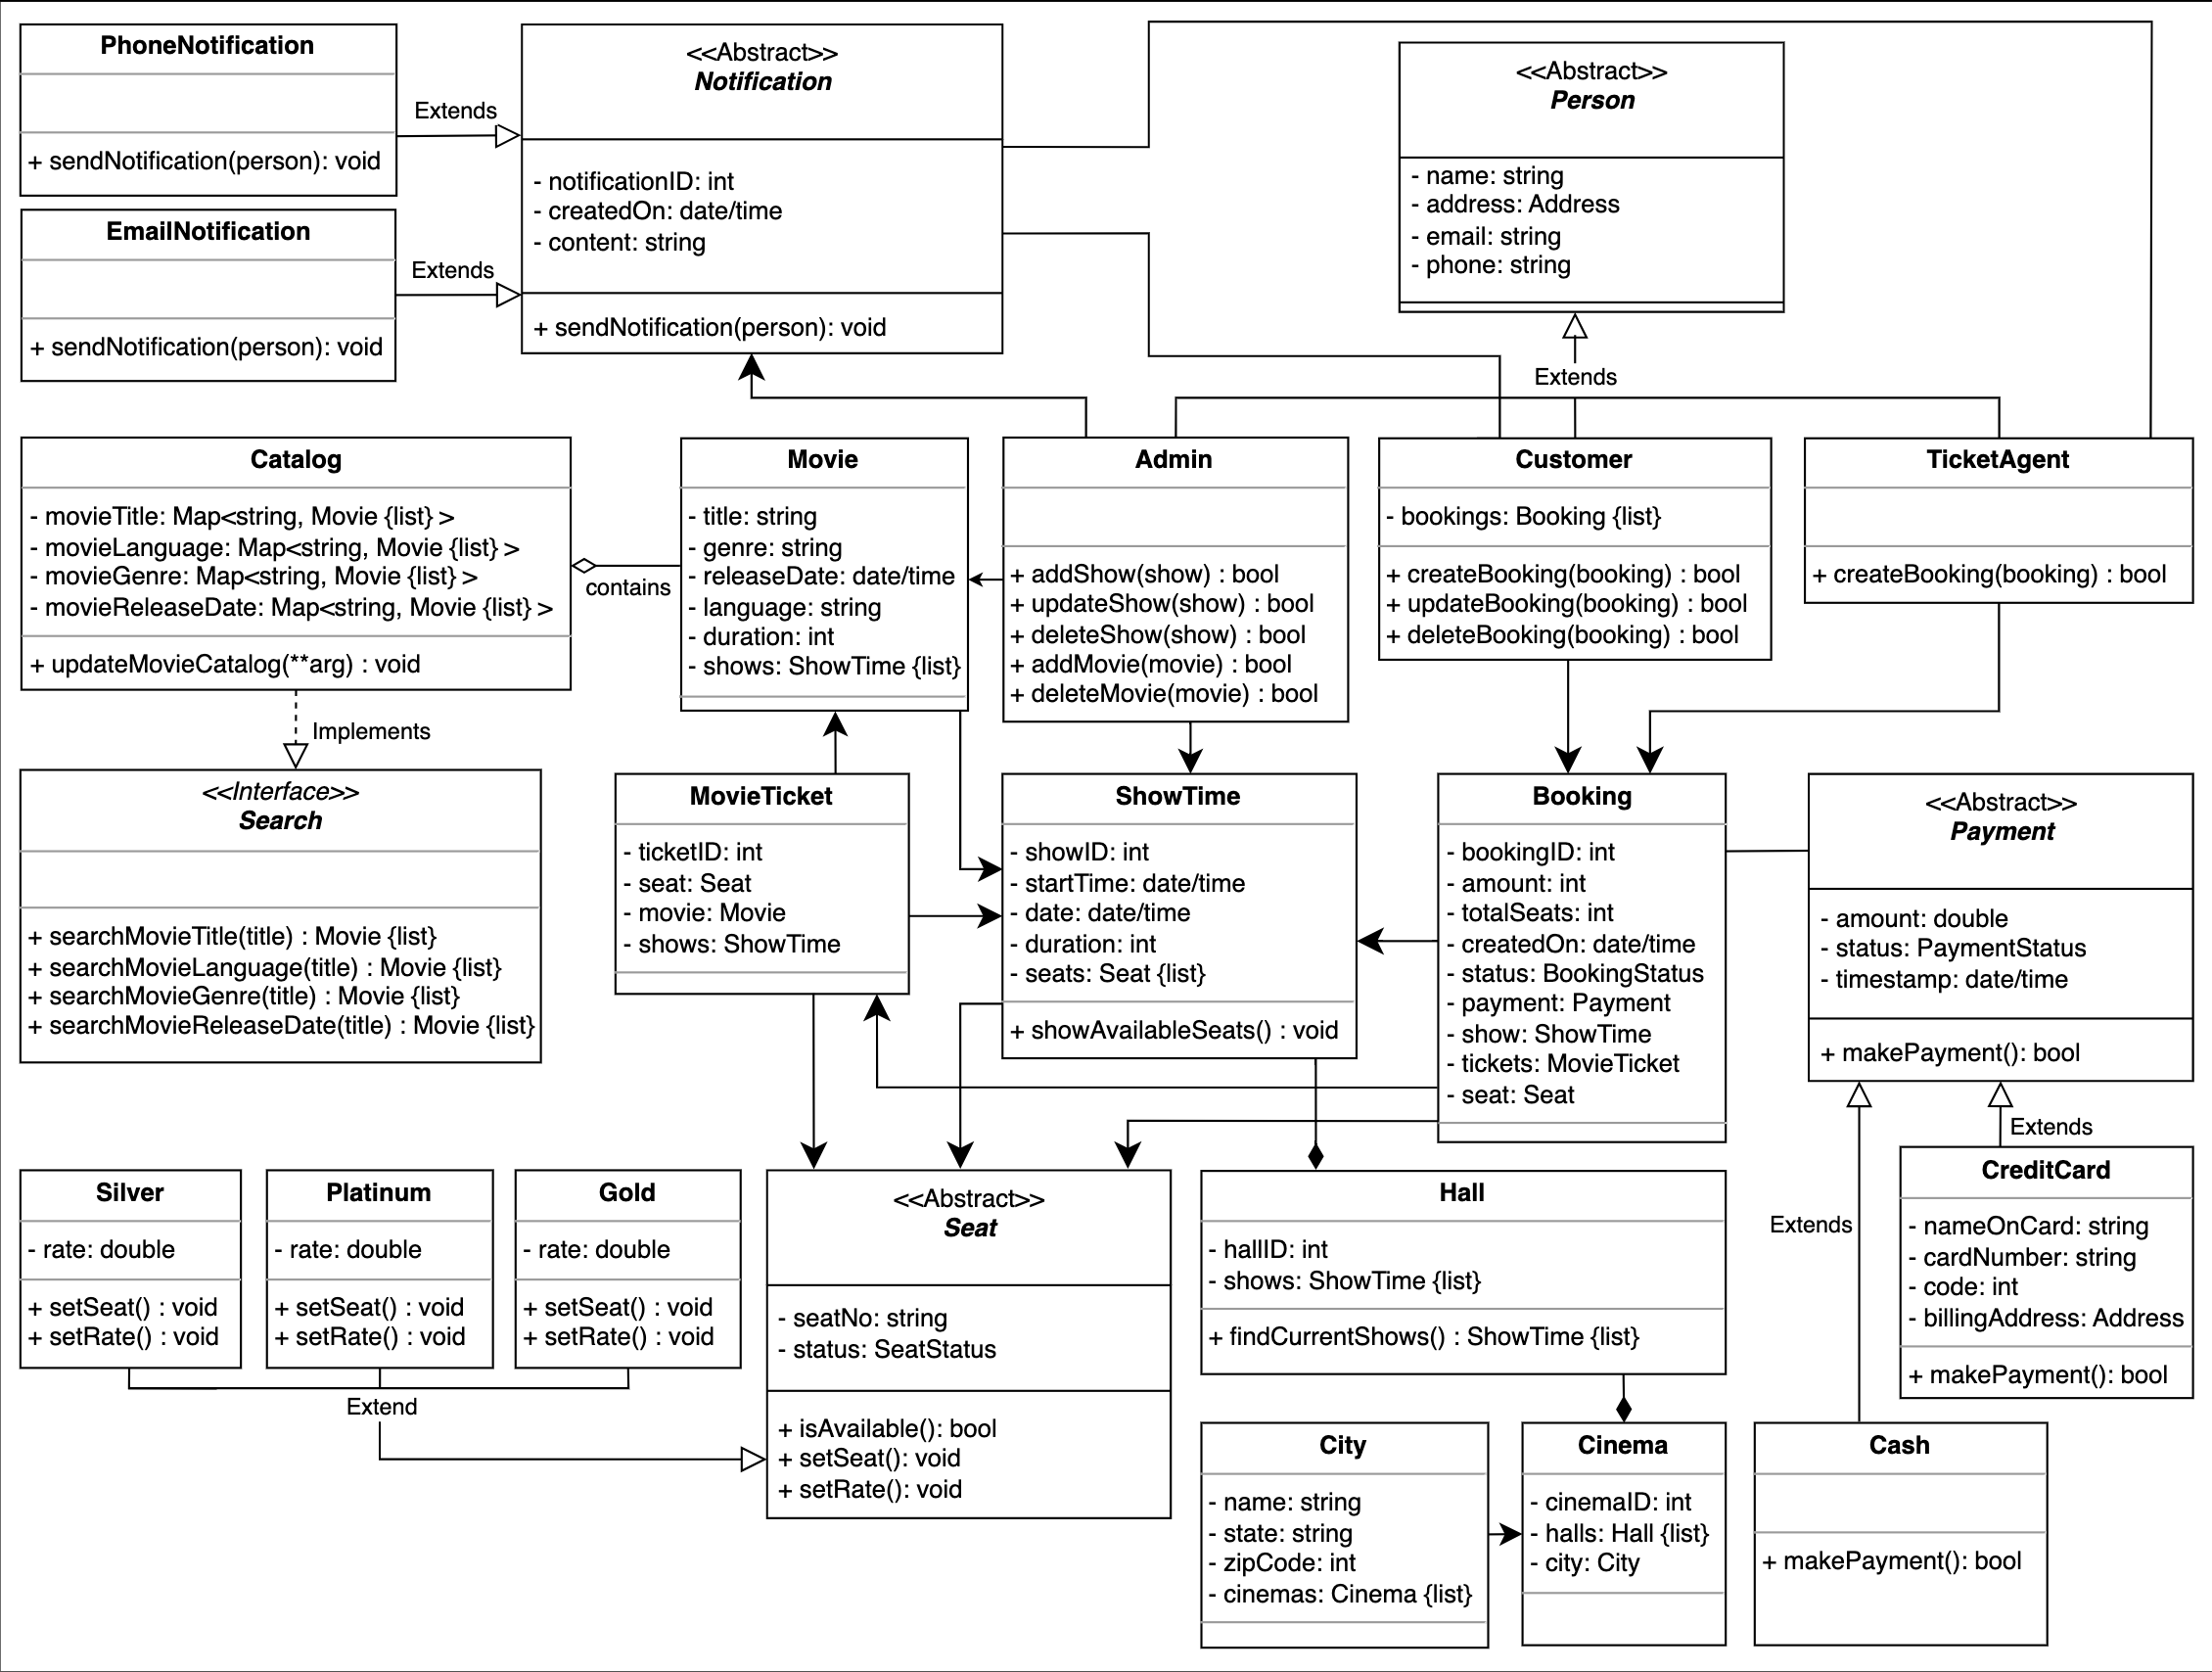 PhoneNotification
+ sendNotification(person): void
Extends
EmailNotification
+ sendNotification(person): void
Extends
<<Abstract>>
Notification
- notificationID: int
- createdOn: date/time
- content: string
+ sendNotification(person): void
<<Abstract>>
Person
- name: string
- address: Address
- email: string
- phone: string
Extends
Catalog
- movieTitle: Map<string, Movie {list} >
- movieLanguage: Map<string, Movie {list} >
- movieGenre: Map<string, Movie {list} >
- movieReleaseDate: Map<string, Movie {list} >
+ updateMovieCatalog(**arg) : void
contains
Movie
- title: string
- genre: string
- releaseDate: date/time
- language: string
- duration: int
- shows: ShowTime {list}
Admin
+ addShow(show) : bool
+ updateShow(show) : bool
+ deleteShow(show) : bool
+ addMovie(movie) : bool
+ deleteMovie(movie) : bool
Customer
- bookings: Booking {list}
+ createBooking(booking) : bool
+ updateBooking(booking) : bool
+ deleteBooking(booking) : bool
TicketAgent
+ createBooking(booking) : bool
Implements
<<Interface>>
Search
+ searchMovieTitle(title) : Movie {list}
+ searchMovieLanguage(title) : Movie {list}
+ searchMovieGenre(title) : Movie {list}
+ searchMovieReleaseDate(title) : Movie {list}
MovieTicket
- ticketID: int
- seat: Seat
- movie: Movie
- shows: ShowTime
ShowTime
- showID: int
- startTime: date/time
- date: date/time
- duration: int
- seats: Seat {list}
+ showAvailableSeats() : void
Booking
- bookingID: int
- amount: int
- totalSeats: int
- createdOn: date/time
- status: BookingStatus
- payment: Payment
- show: ShowTime
- tickets: MovieTicket
- seat: Seat
<<Abstract>>
Payment
- amount: double
- status: PaymentStatus
- timestamp: date/time
+ makePayment(): bool
Extends
Extends
Silver
- rate: double
+ setSeat() : void
+ setRate() : void
Platinum
- rate: double
+ setSeat() : void
+ setRate() : void
Gold
- rate: double
+ setSeat() : void
+ setRate() : void
Extend
<<Abstract>>
Seat
- seatNo: string
- status: SeatStatus
+ isAvailable(): bool
+ setSeat(): void
+ setRate(): void
Hall
- hallID: int
- shows: ShowTime {list}
+ findCurrentShows() : ShowTime {list}
CreditCard
- nameOnCard: string
- cardNumber: string
- code: int
- billingAddress: Address
+ makePayment(): bool
City
- name: string
- state: string
- zipCode: int
- cinemas: Cinema {list}
Cinema
- cinemaID: int
- halls: Hall {list}
- city: City
Cash
+ makePayment(): bool